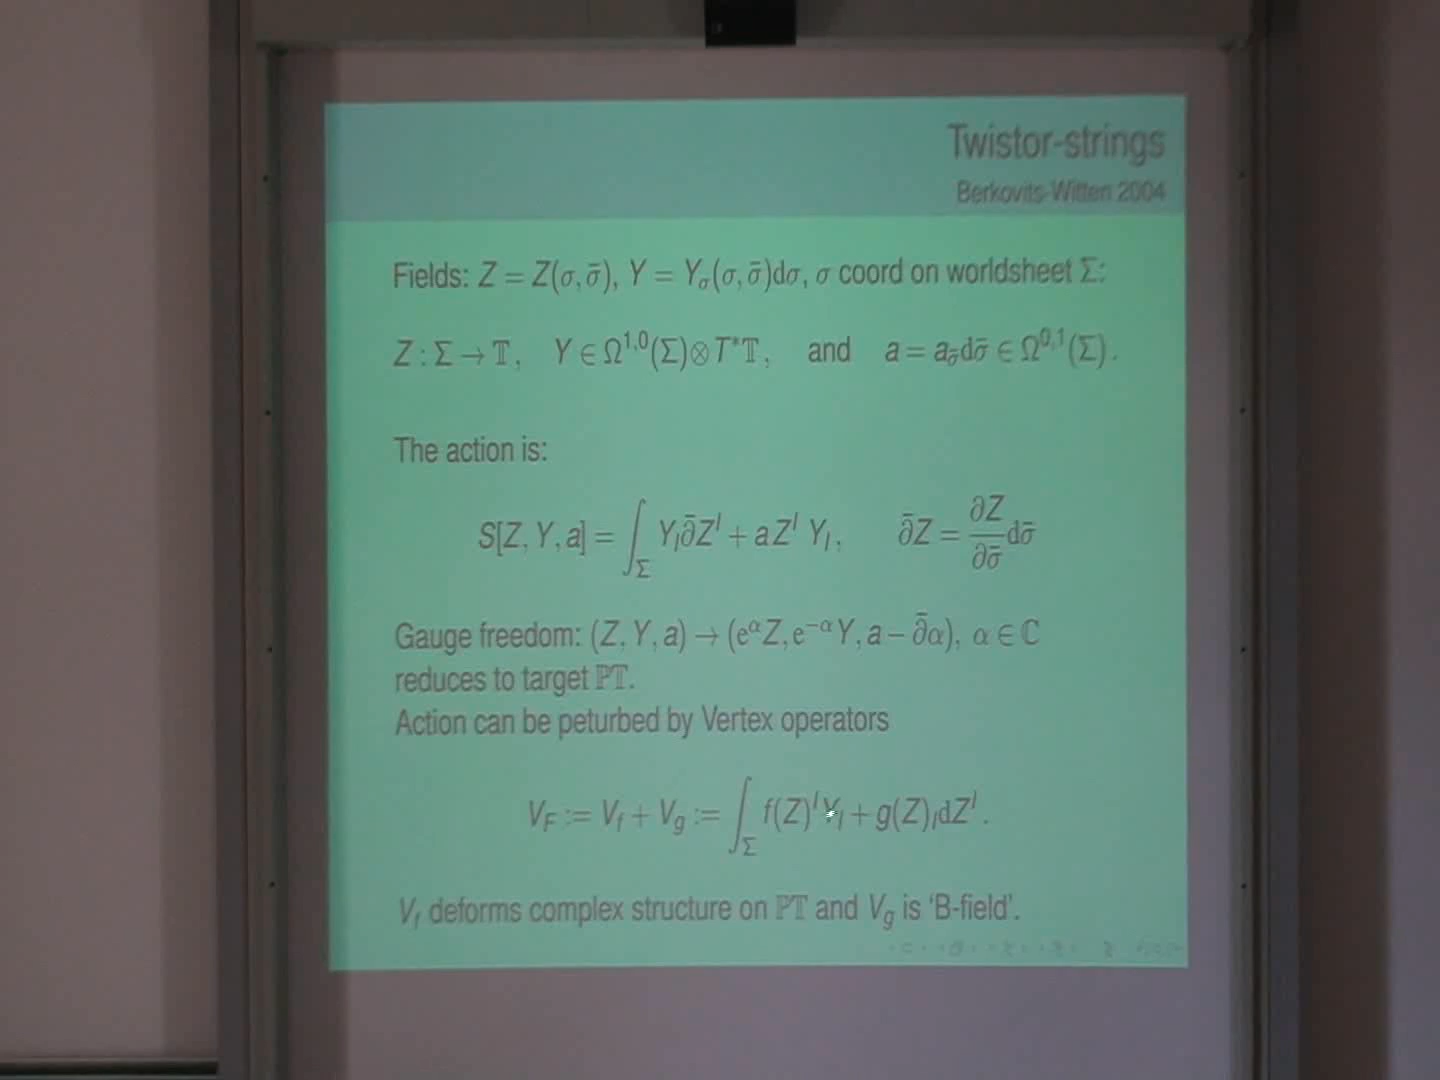 Twistor-strings
Berkovits-Witten 2004
Fields: Z = Z(σ, σ̄), Y = Y_σ(σ, σ̄)dσ, σ coord on worldsheet Σ:
Z : Σ → 𝕋, Y ∈ Ω^{1,0}(Σ) ⊗ T*𝕋, and a = a_σ̄ dσ̄ ∈ Ω^{0,1}(Σ).
The action is:
S[Z, Y, a] = ∫_Σ Y_I ∂̄Z^I + a Z^I Y_I, ∂̄Z = ∂Z/∂σ̄ dσ̄
Gauge freedom: (Z, Y, a) → (e^α Z, e^{−α} Y, a − ∂̄α), α ∈ ℂ
reduces to target ℙ𝕋.
Action can be peturbed by Vertex operators
V_F := V_f + V_g := ∫_Σ f(Z)^I Y_I + g(Z)_I dZ^I.
V_f deforms complex structure on ℙ𝕋 and V_g is 'B-field'.